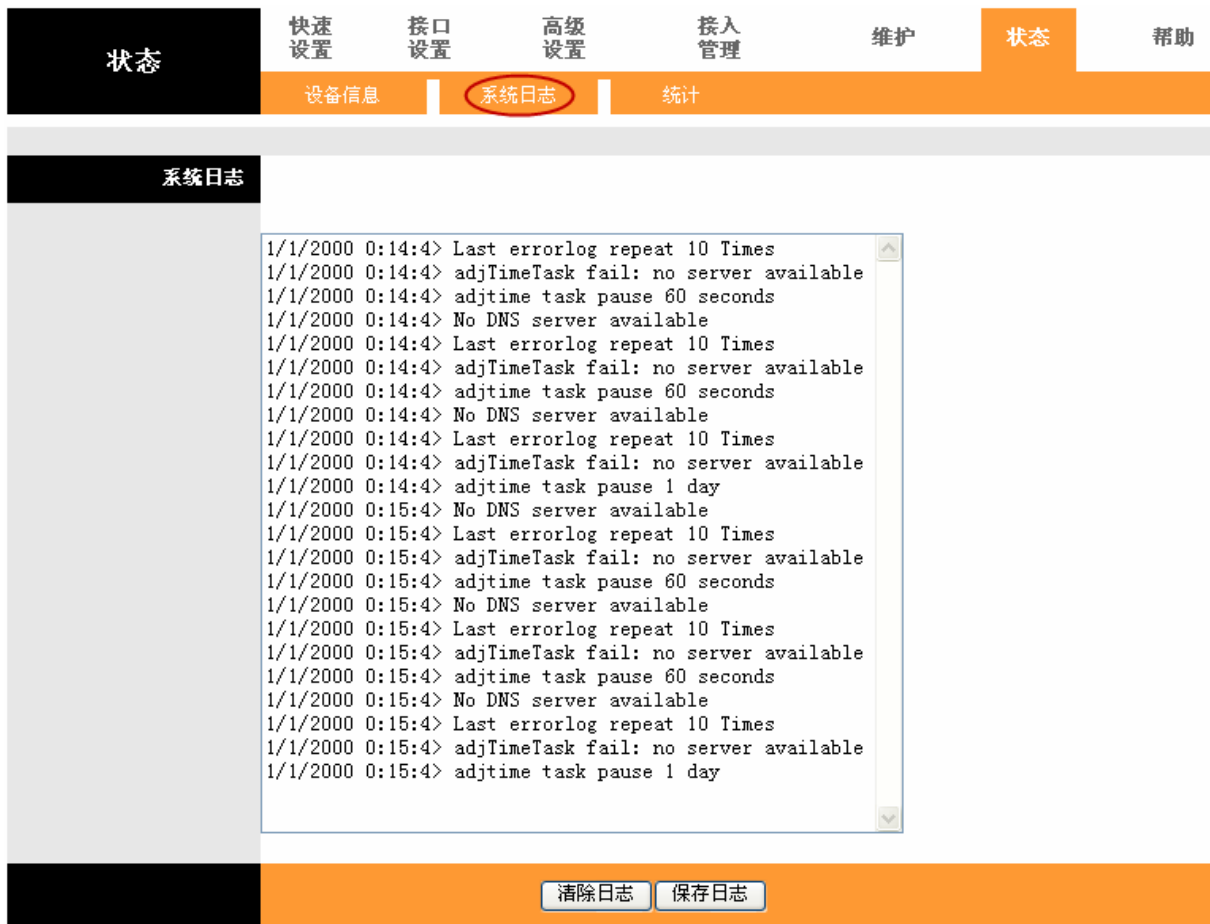 状态
快速
设置
接口
设置
高级
设置
接入
管理
维护
状态
帮助
设备信息
系统日志
统计
系统日志
1/1/2000 0:14:4> Last errorlog repeat 10 Times
1/1/2000 0:14:4> adjTimeTask fail: no server available
1/1/2000 0:14:4> adjtime task pause 60 seconds
1/1/2000 0:14:4> No DNS server available
1/1/2000 0:14:4> Last errorlog repeat 10 Times
1/1/2000 0:14:4> adjTimeTask fail: no server available
1/1/2000 0:14:4> adjtime task pause 60 seconds
1/1/2000 0:14:4> No DNS server available
1/1/2000 0:14:4> Last errorlog repeat 10 Times
1/1/2000 0:14:4> adjTimeTask fail: no server available
1/1/2000 0:14:4> adjtime task pause 1 day
1/1/2000 0:15:4> No DNS server available
1/1/2000 0:15:4> Last errorlog repeat 10 Times
1/1/2000 0:15:4> adjTimeTask fail: no server available
1/1/2000 0:15:4> adjtime task pause 60 seconds
1/1/2000 0:15:4> No DNS server available
1/1/2000 0:15:4> Last errorlog repeat 10 Times
1/1/2000 0:15:4> adjTimeTask fail: no server available
1/1/2000 0:15:4> adjtime task pause 60 seconds
1/1/2000 0:15:4> No DNS server available
1/1/2000 0:15:4> Last errorlog repeat 10 Times
1/1/2000 0:15:4> adjTimeTask fail: no server available
1/1/2000 0:15:4> adjtime task pause 1 day
清除日志
保存日志